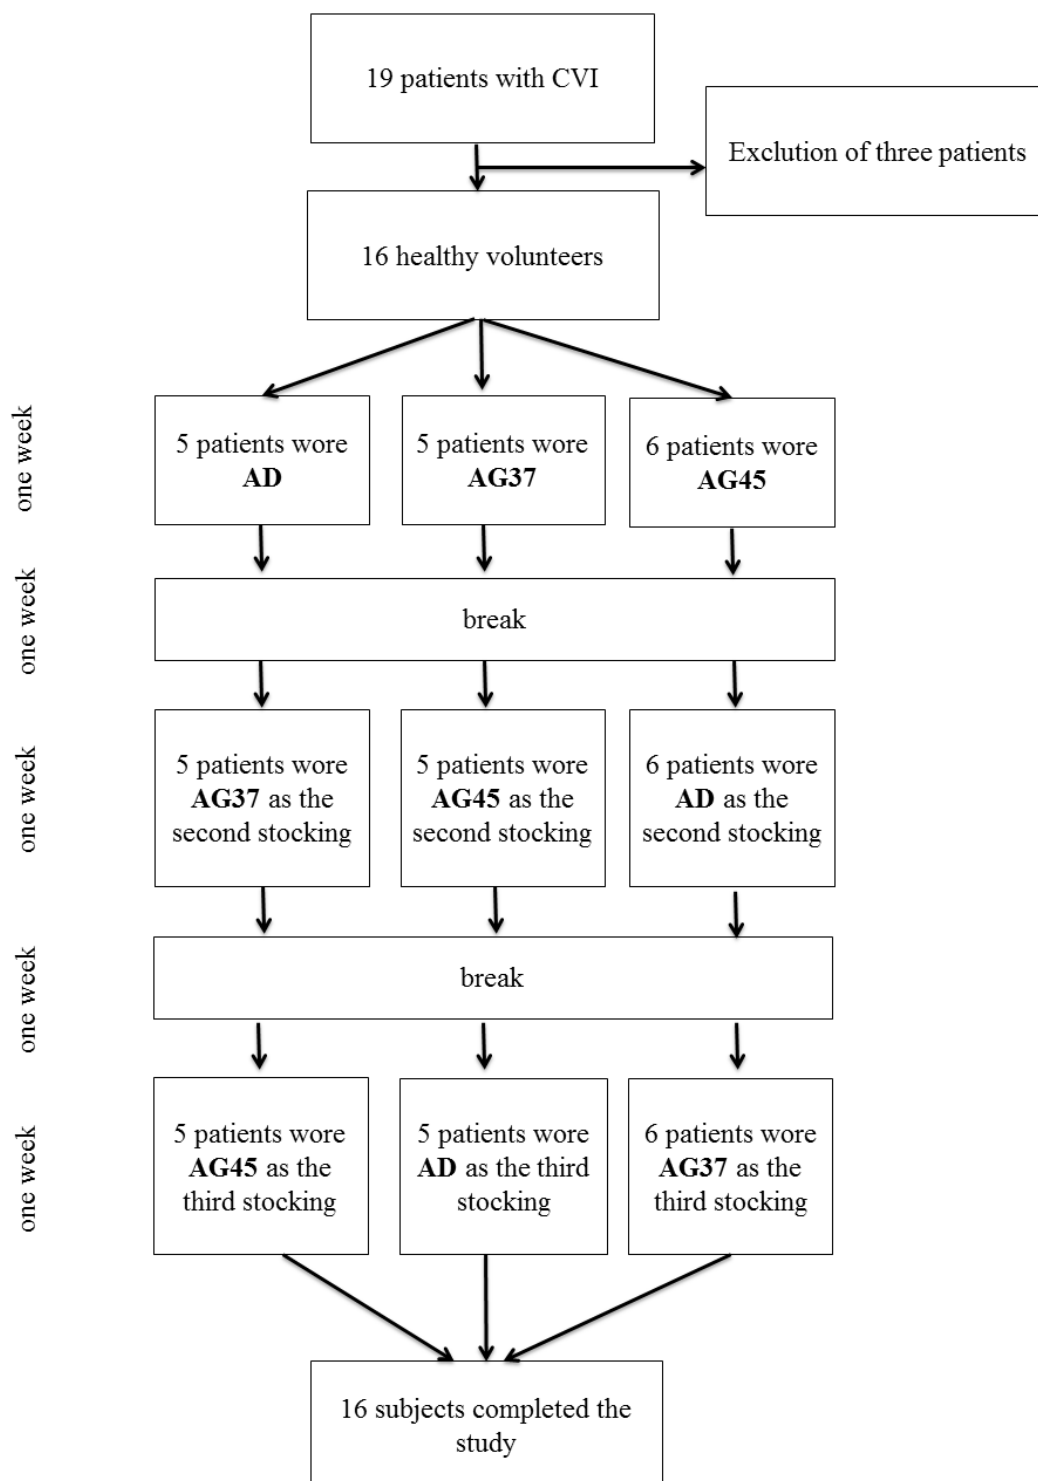 19 patients with CVI
Exclution of three patients
16 healthy volunteers
one week
5 patients wore
AD
5 patients wore
AG37
6 patients wore
AG45
one week
break
one week
5 patients wore
AG37 as the
second stocking
5 patients wore
AG45 as the
second stocking
6 patients wore
AD as the
second stocking
one week
break
one week
5 patients wore
AG45 as the
third stocking
5 patients wore
AD as the third
stocking
6 patients wore
AG37 as the
third stocking
16 subjects completed the
study